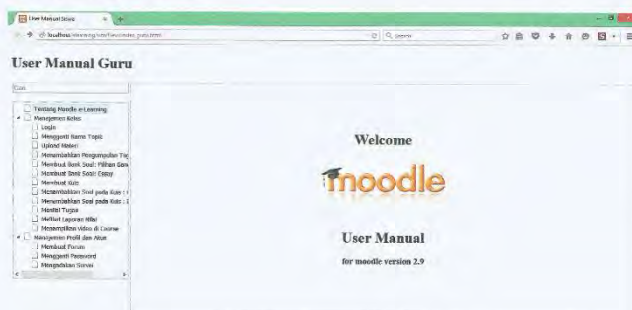 User Manual Siswa
Search
User Manual Guru
Cari
Tentang Moodle e-Learning
Manajemen Kelas
Login
Mengganti Nama Topic
Upload Materi
Menambahkan Pengumpulan Tug
Membuat Bank Soal: Pilihan Gan
Membuat Bank Soal: Essay
Membuat Kuis
Menambahkan Soal pada Kuis :
Menambahkan Soal pada Kuis :
Menilai Tugas
Melihat Laporan Nilai
Menampilkan Video di Course
Manajemen Profil dan Akun
Membuat Forum
Mengganti Password
Mengadakan Survei
Welcome
moodle
User Manual
for moodle version 2.9